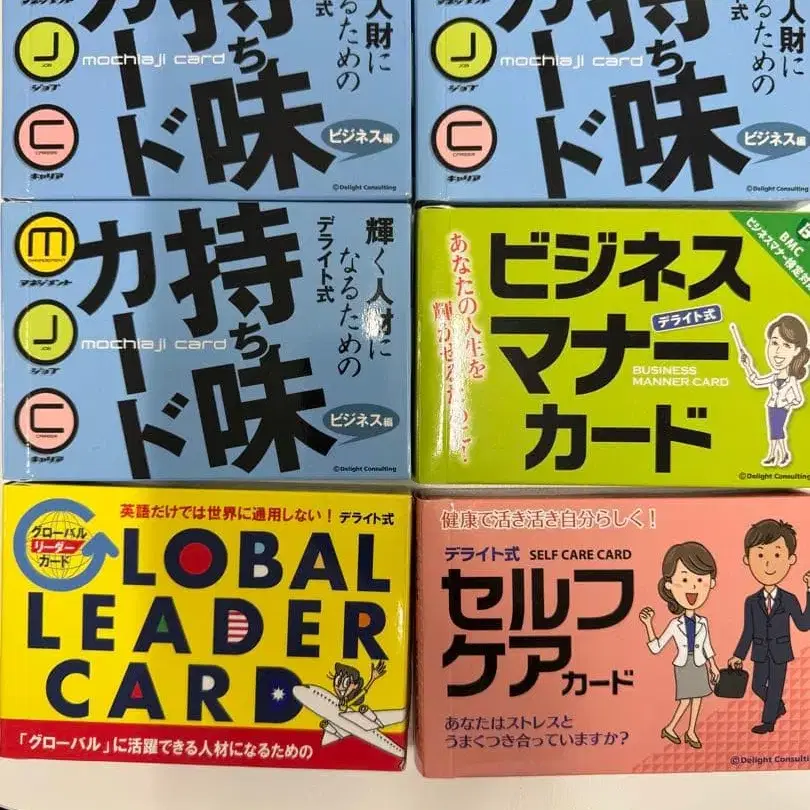 人財に
るための
式
持ち味
カード
mochiaji card
J
JOB
ジョブ
C
CAREER
キャリア
ビジネス編
©Delight Consulting
人財に
るための
式
持ち味
カード
mochiaji card
J
JOB
ジョブ
C
CAREER
キャリア
ビジネス編
©Delight Consulting
輝く人財に
なるための
デライト式
持ち味
カード
mochiaji card
M
MANAGEMENT
マネジメント
J
JOB
ジョブ
C
CAREER
キャリア
ビジネス編
©Delight Consulting
BMC
ビジネスマナー検定
あなたの人生を
ビジネス
マナー
カード
デライト式
BUSINESS
MANNER CARD
©Delight Consulting
英語だけでは世界に通用しない！ デライト式
グローバル
リーダー
カード
GLOBAL
LEADER
CARD
「グローバル」に活躍できる人材になるための
健康で活き活き自分らしく！
デライト式 SELF CARE CARD
セルフ
ケアカード
あなたはストレスと
うまくつき合っていますか？
©Delight Consulting